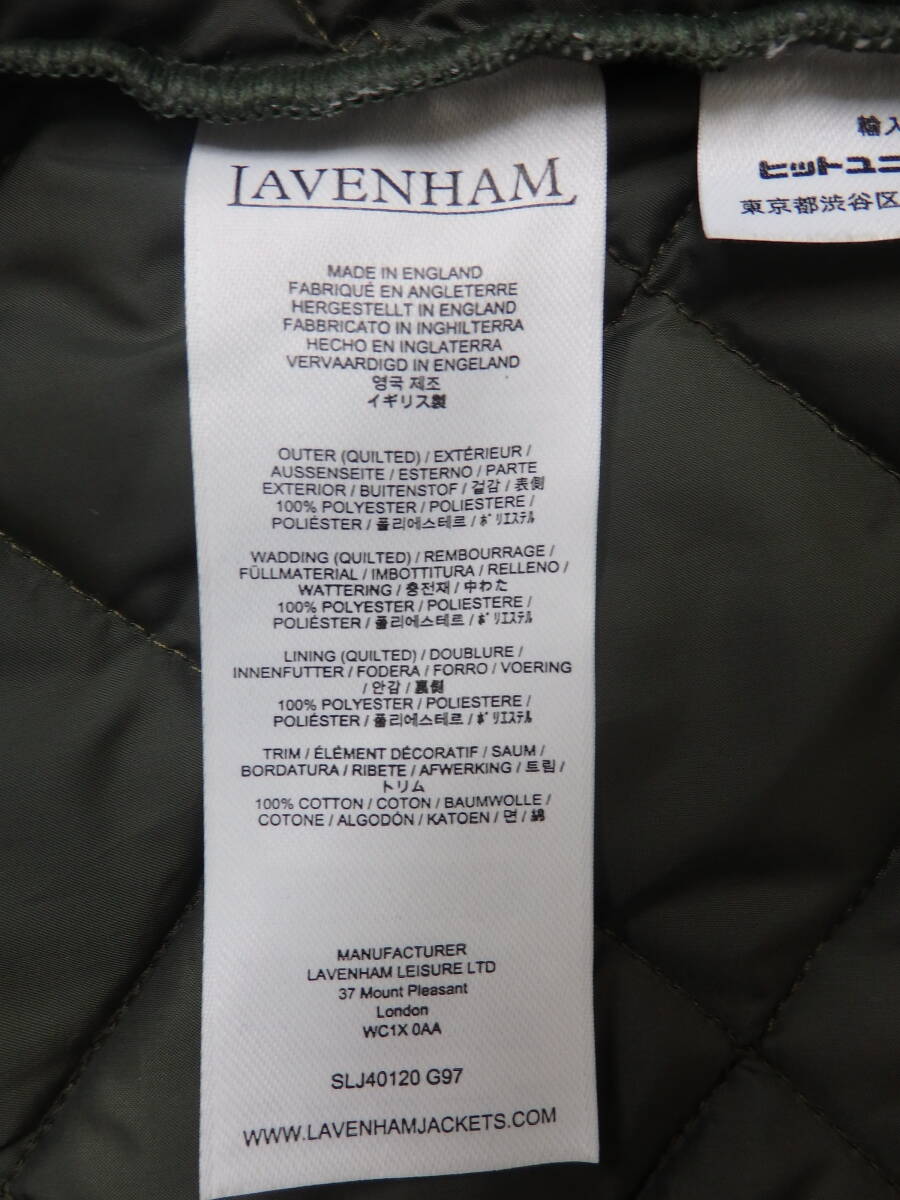 LAVENHAM
MADE IN ENGLAND
FABRIQUÉ EN ANGLETERRE
HERGESTELLT IN ENGLAND
FABBRICATO IN INGHILTERRA
HECHO EN INGLATERRA
VERVAARDIGD IN ENGELAND
영국 제조
イギリス製
OUTER (QUILTED) / EXTÉRIEUR /
AUSSENSEITE / ESTERNO / PARTE
EXTERIOR / BUITENSTOF / 겉감 / 表側
100% POLYESTER / POLIESTERE /
POLIÉSTER / 폴리에스테르 / ﾎﾟﾘｴｽﾃﾙ
WADDING (QUILTED) / REMBOURRAGE /
FÜLLMATERIAL / IMBOTTITURA / RELLENO /
WATTERING / 충전재 / 中わた
100% POLYESTER / POLIESTERE /
POLIÉSTER / 폴리에스테르 / ﾎﾟﾘｴｽﾃﾙ
LINING (QUILTED) / DOUBLURE /
INNENFUTTER / FODERA / FORRO / VOERING
/ 안감 / 裏側
100% POLYESTER / POLIESTERE /
POLIÉSTER / 폴리에스테르 / ﾎﾟﾘｴｽﾃﾙ
TRIM / ÉLÉMENT DÉCORATIF / SAUM /
BORDATURA / RIBETE / AFWERKING / 트림 /
トリム
100% COTTON / COTON / BAUMWOLLE /
COTONE / ALGODÓN / KATOEN / 면 / 綿
MANUFACTURER
LAVENHAM LEISURE LTD
37 Mount Pleasant
London
WC1X 0AA
SLJ40120 G97
WWW.LAVENHAMJACKETS.COM
輸入
ヒットユニ
東京都渋谷区